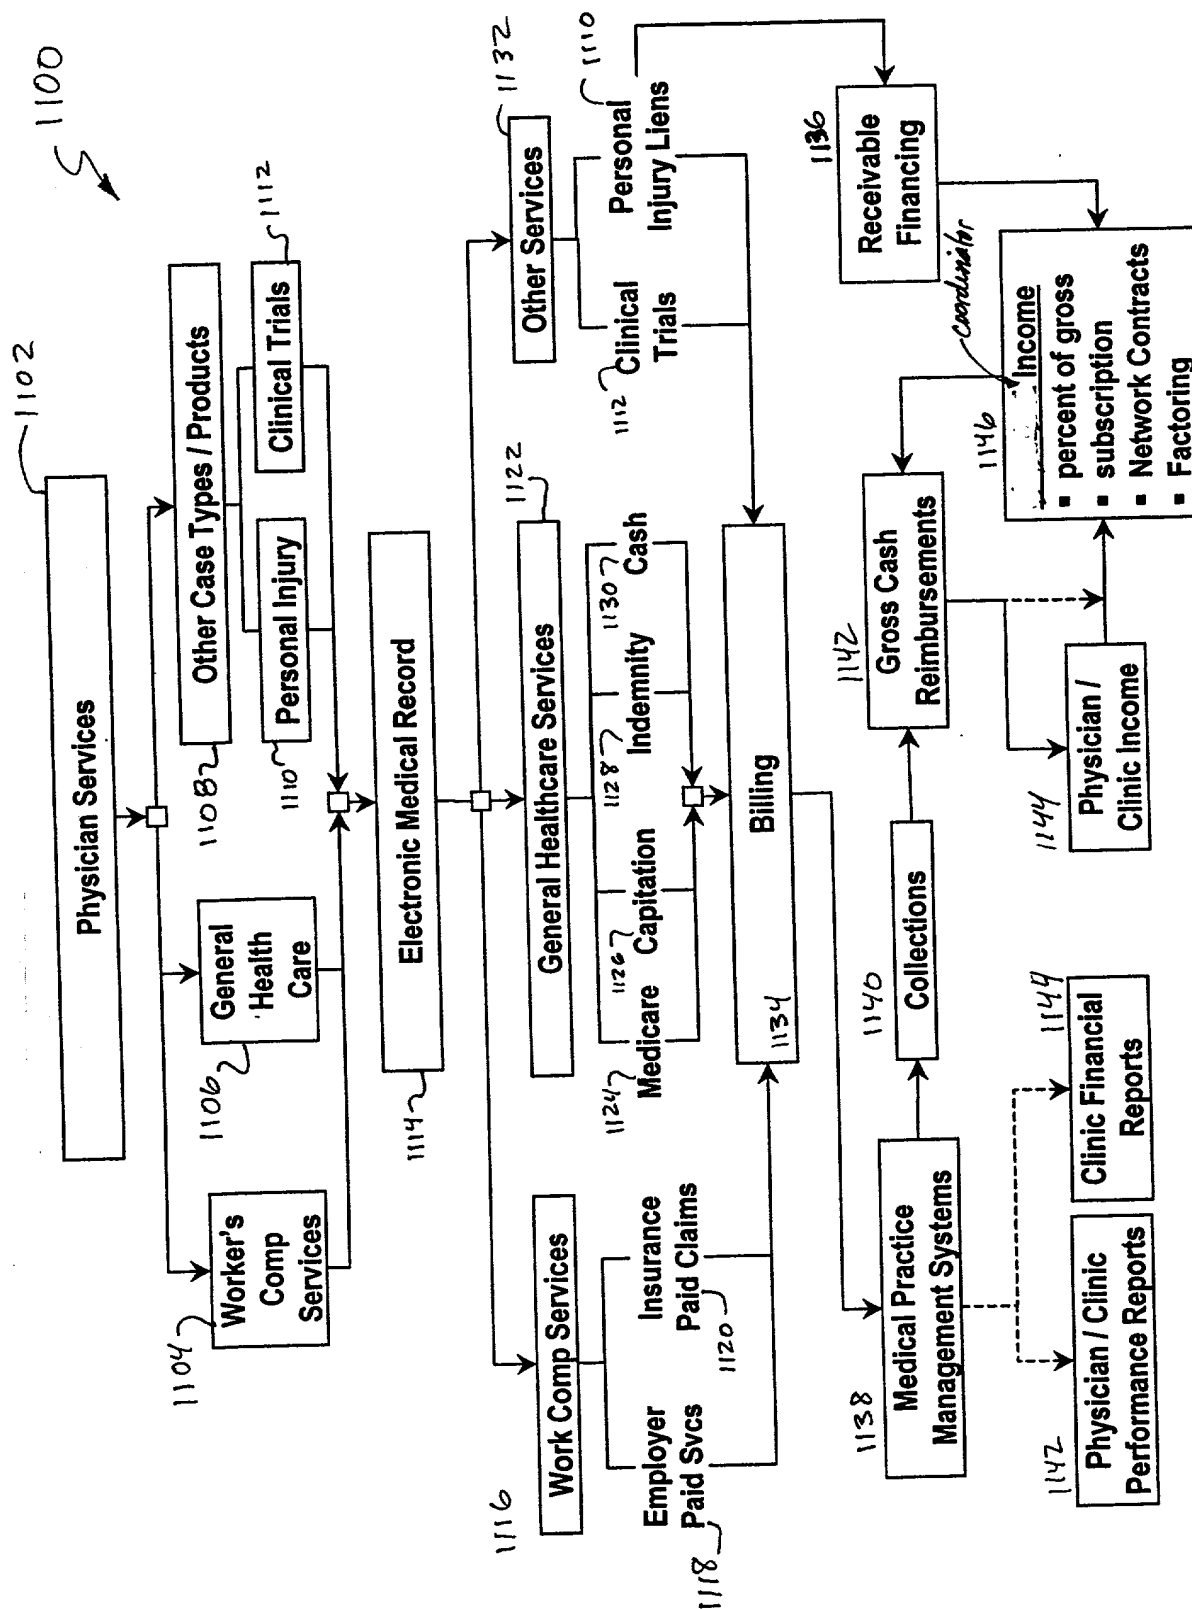 1100
1102
Physician Services
1104
Worker's
Comp
Services
1106
General
Health
Care
1108
Other Case Types / Products
1110
Personal Injury
1112
Clinical Trials
1114
Electronic Medical Record
1116
Work Comp Services
1118
Employer
Paid Svcs
Insurance
Paid Claims
1120
1122
General Healthcare Services
1124
Medicare
1126
Capitation
1128
Indemnity
1130
Cash
1132
Other Services
1112
Clinical
Trials
1110
Personal
Injury Liens
1134
Billing
1136
Receivable
Financing
1138
Medical Practice
Management Systems
1140
Collections
1142
Gross Cash
Reimbursements
coordinator
1146
Income
▪ percent of gross
▪ subscription
▪ Network Contracts
▪ Factoring
1142
Physician / Clinic
Performance Reports
1144
Clinic Financial
Reports
1144
Physician /
Clinic Income